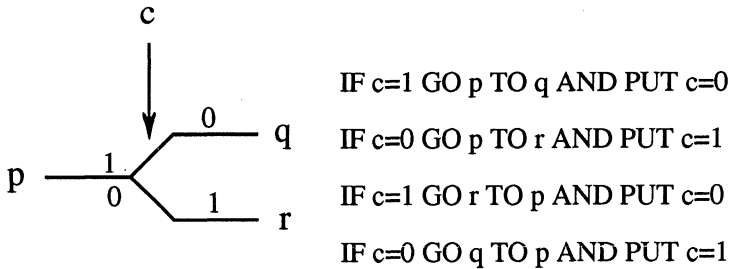 c
IF c=1 GO p TO q AND PUT c=0
0
q
IF c=0 GO p TO r AND PUT c=1
p
1
0
1
r
IF c=1 GO r TO p AND PUT c=0
IF c=0 GO q TO p AND PUT c=1